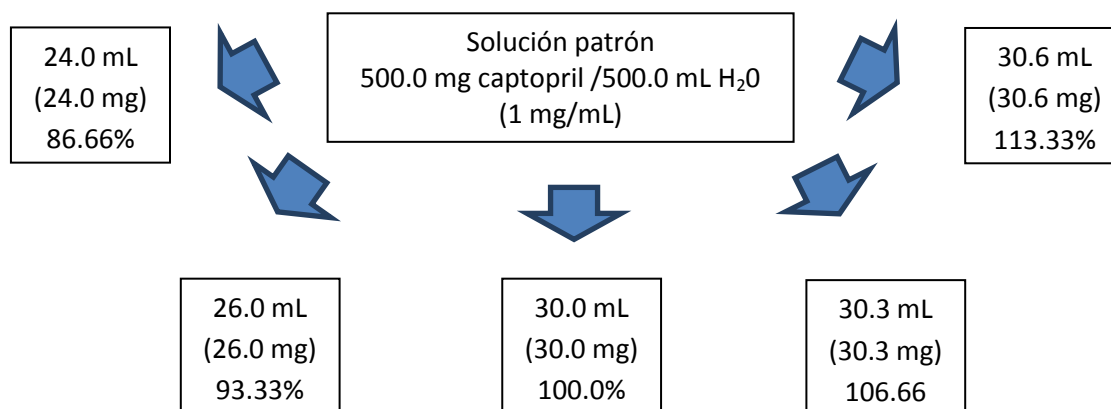 Solución patrón
500.0 mg captopril /500.0 mL H₂0
(1 mg/mL)
24.0 mL
(24.0 mg)
86.66%
30.6 mL
(30.6 mg)
113.33%
26.0 mL
(26.0 mg)
93.33%
30.0 mL
(30.0 mg)
100.0%
30.3 mL
(30.3 mg)
106.66